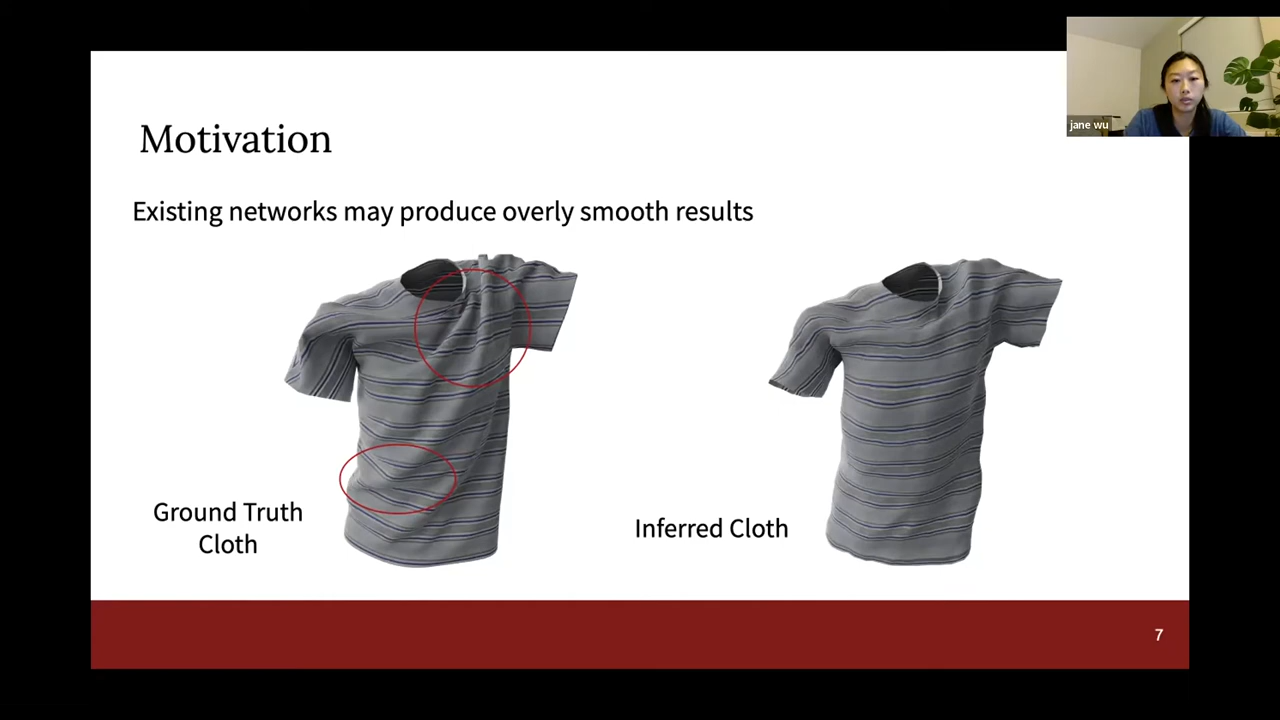 jane wu
Motivation
Existing networks may produce overly smooth results
Ground Truth
Cloth
Inferred Cloth
7